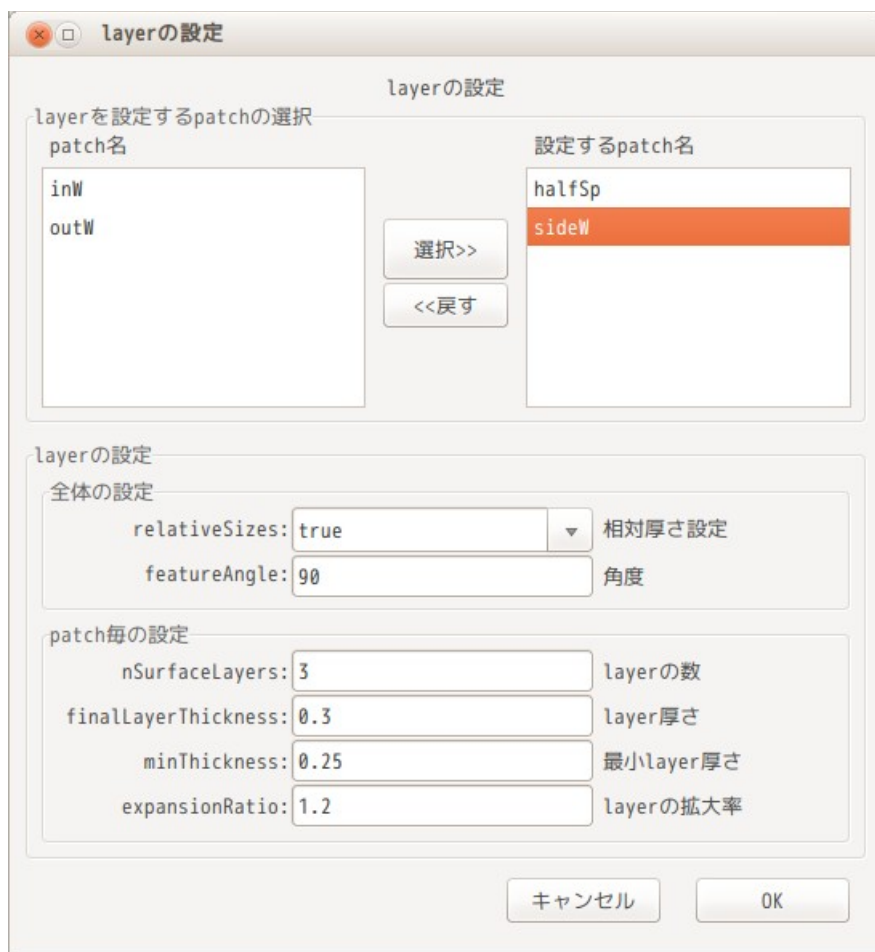 layerの設定
layerの設定
layerを設定するpatchの選択
patch名
設定するpatch名
inW
halfSp
outW
sideW
選択>>
<<戻す
layerの設定
全体の設定
relativeSizes: true 相対厚さ設定
featureAngle: 90 角度
patch毎の設定
nSurfaceLayers: 3 layerの数
finalLayerThickness: 0.3 layer厚さ
minThickness: 0.25 最小layer厚さ
expansionRatio: 1.2 layerの拡大率
キャンセル OK